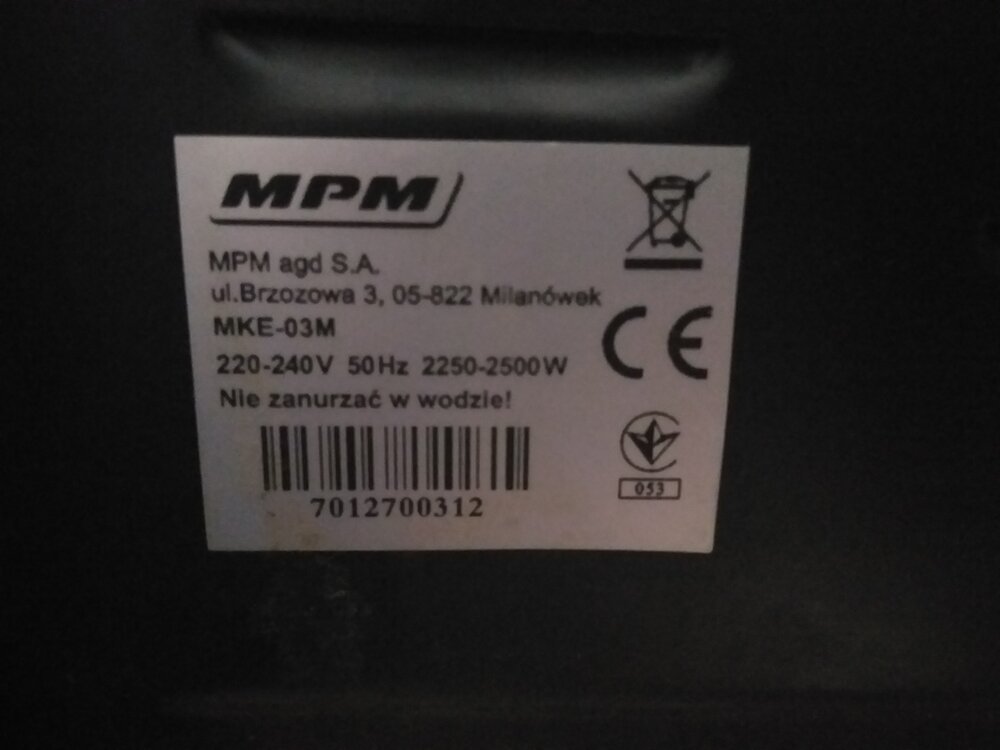 MPM
MPM agd S.A.
ul.Brzozowa 3, 05-822 Milanówek
MKE-03M
220-240V 50Hz 2250-2500W
Nie zanurzać w wodzie!
7012700312
CE
053